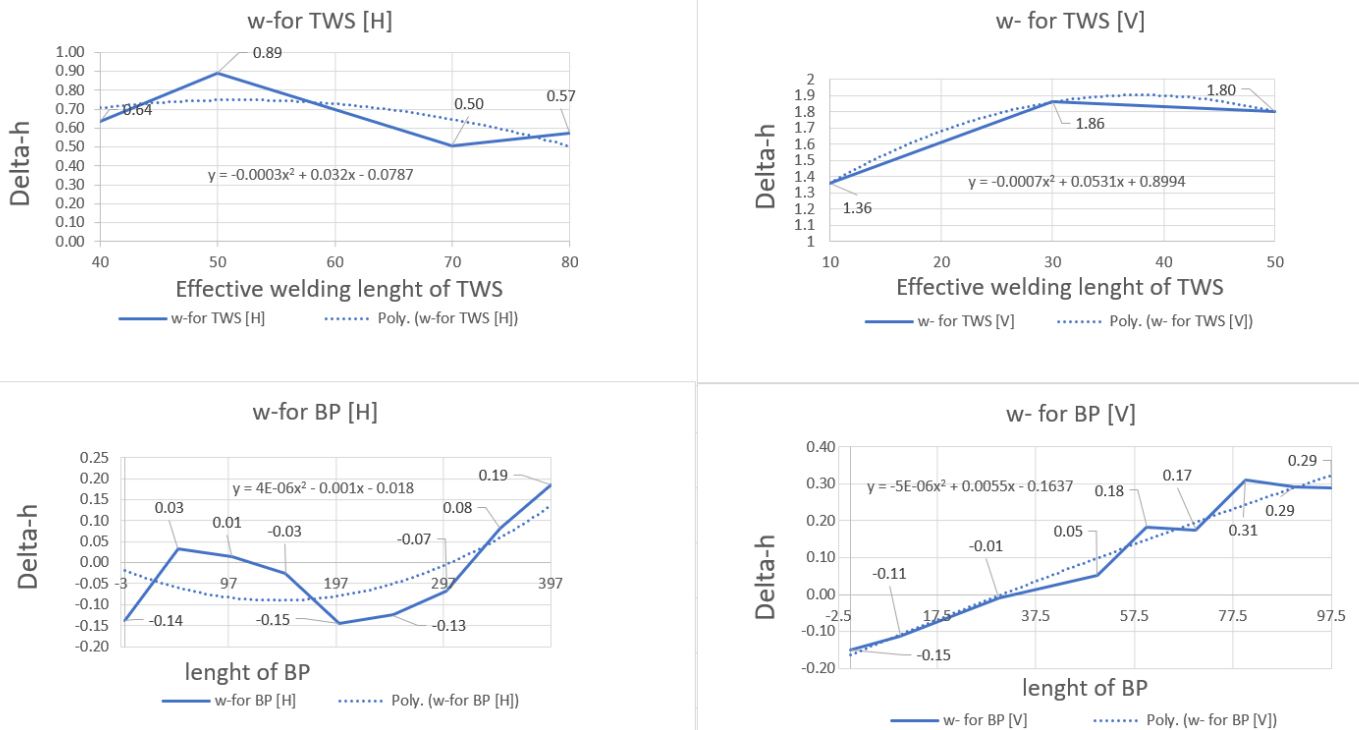 w-for TWS [H]
1.00
0.90
0.80
0.70
0.60
0.50
0.40
0.30
0.20
0.10
0.00
Delta-h
0.64
0.89
0.50
0.57
y = -0.0003x² + 0.032x - 0.0787
40 50 60 70 80
Effective welding lenght of TWS
w-for TWS [H] Poly. (w-for TWS [H])
w- for TWS [V]
2
1.9
1.8
1.7
1.6
1.5
1.4
1.3
1.2
1.1
1
Delta-h
1.36
1.86
1.80
y = -0.0007x² + 0.0531x + 0.8994
10 20 30 40 50
Effective welding lenght of TWS
w- for TWS [V] Poly. (w- for TWS [V])
w-for BP [H]
0.25
0.20
0.15
0.10
0.05
0.00
-0.05
-0.10
-0.15
-0.20
Delta-h
y = 4E-06x² - 0.001x - 0.018
-0.14
0.03
0.01
-0.03
-0.15
-0.13
-0.07
0.08
0.19
-3 97 197 297 397
lenght of BP
w-for BP [H] Poly. (w-for BP [H])
w- for BP [V]
0.40
0.30
0.20
0.10
0.00
-0.10
-0.20
Delta-h
y = -5E-06x² + 0.0055x - 0.1637
-0.15
-0.11
-0.01
0.05
0.18
0.17
0.31
0.29
0.29
-2.5 17.5 37.5 57.5 77.5 97.5
lenght of BP
w- for BP [V] Poly. (w- for BP [V])